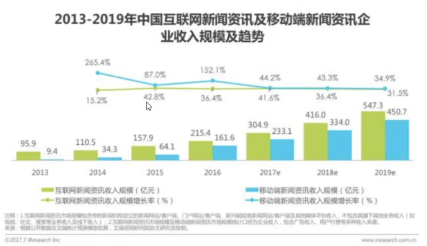 2013-2019年中国互联网新闻资讯及移动端新闻资讯企
业收入规模及趋势
265.4%
87.0%
152.1%
44.2%
43.3%
34.9%
15.2%
42.8%
36.4%
41.6%
36.4%
31.5%
95.9
9.4
110.5
34.3
157.9
64.1
215.4
161.6
304.9
233.1
416.0
334.0
547.3
450.7
2013
2014
2015
2016
2017e
2018e
2019e
互联网新闻资讯收入规模（亿元）
移动端新闻资讯收入规模（亿元）
互联网新闻资讯收入规模增长率（%）
移动端新闻资讯收入规模增长率（%）
©2017.7 iResearch Inc
www.iresearch.com.cn